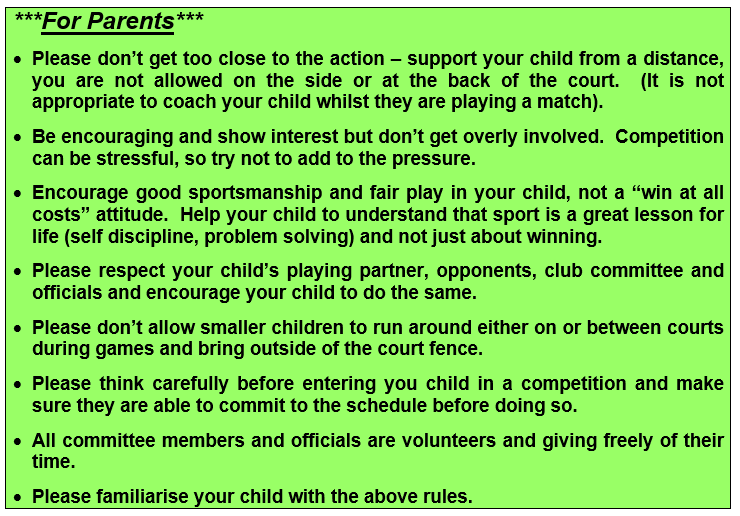 ***For Parents***
• Please don’t get too close to the action – support your child from a distance,
you are not allowed on the side or at the back of the court. (It is not
appropriate to coach your child whilst they are playing a match).
• Be encouraging and show interest but don’t get overly involved. Competition
can be stressful, so try not to add to the pressure.
• Encourage good sportsmanship and fair play in your child, not a “win at all
costs” attitude. Help your child to understand that sport is a great lesson for
life (self discipline, problem solving) and not just about winning.
• Please respect your child’s playing partner, opponents, club committee and
officials and encourage your child to do the same.
• Please don’t allow smaller children to run around either on or between courts
during games and bring outside of the court fence.
• Please think carefully before entering you child in a competition and make
sure they are able to commit to the schedule before doing so.
• All committee members and officials are volunteers and giving freely of their
time.
• Please familiarise your child with the above rules.